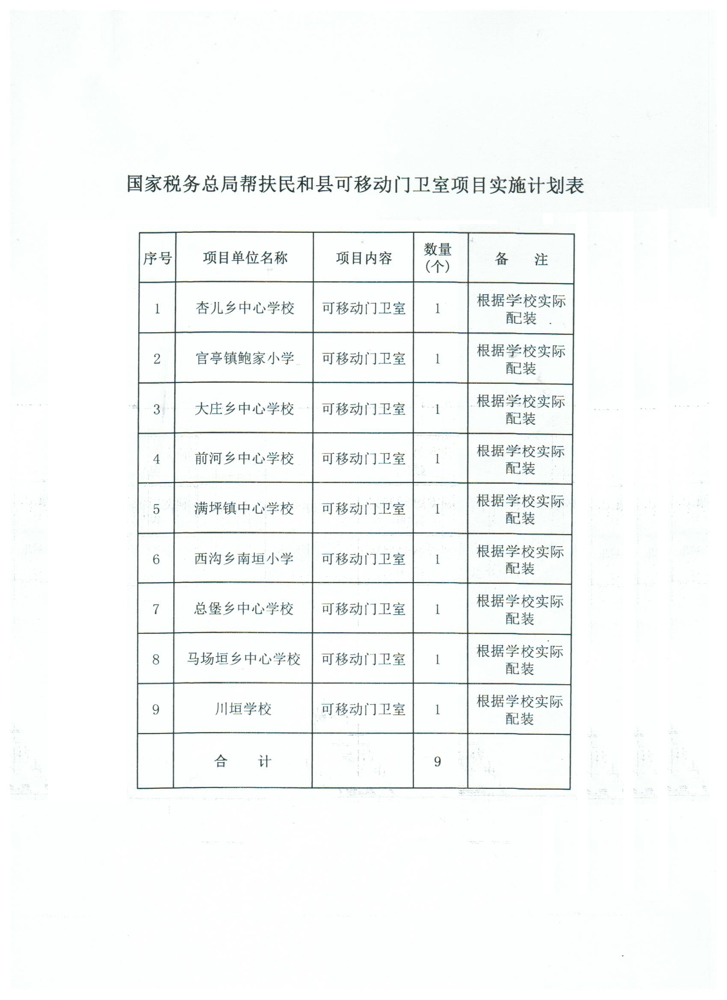 国家税务总局帮扶民和县可移动门卫室项目实施计划表
序号 项目单位名称 项目内容 数量（个） 备 注
1 杏儿乡中心学校 可移动门卫室 1 根据学校实际配装
2 官亭镇鲍家小学 可移动门卫室 1 根据学校实际配装
3 大庄乡中心学校 可移动门卫室 1 根据学校实际配装
4 前河乡中心学校 可移动门卫室 1 根据学校实际配装
5 满坪镇中心学校 可移动门卫室 1 根据学校实际配装
6 西沟乡南垣小学 可移动门卫室 1 根据学校实际配装
7 总堡乡中心学校 可移动门卫室 1 根据学校实际配装
8 马场垣乡中心学校 可移动门卫室 1 根据学校实际配装
9 川垣学校 可移动门卫室 1 根据学校实际配装
合 计 9